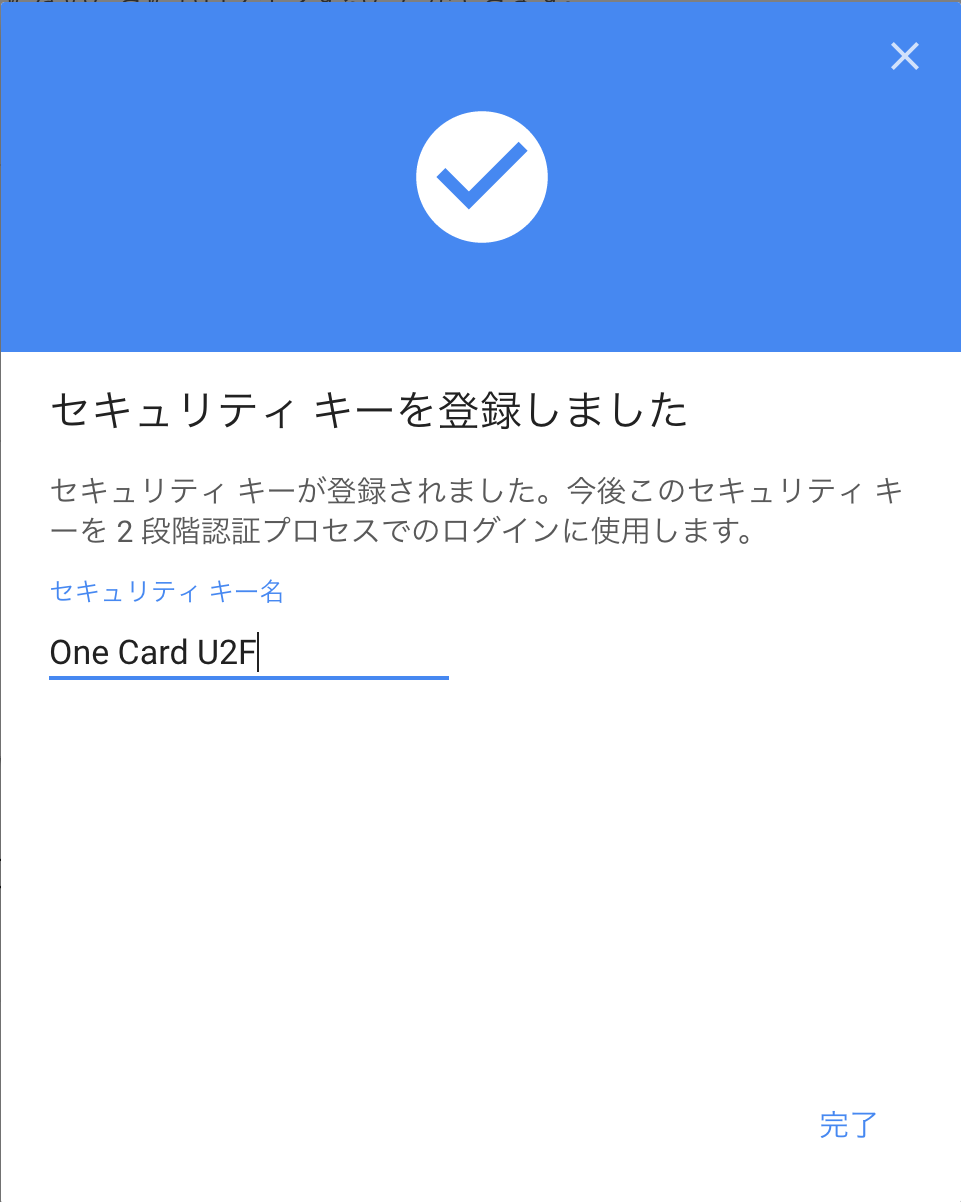 セキュリティ キーを登録しました
セキュリティ キーが登録されました。今後このセキュリティ キ
ーを 2 段階認証プロセスでのログインに使用します。
セキュリティ キー名
One Card U2F
完了